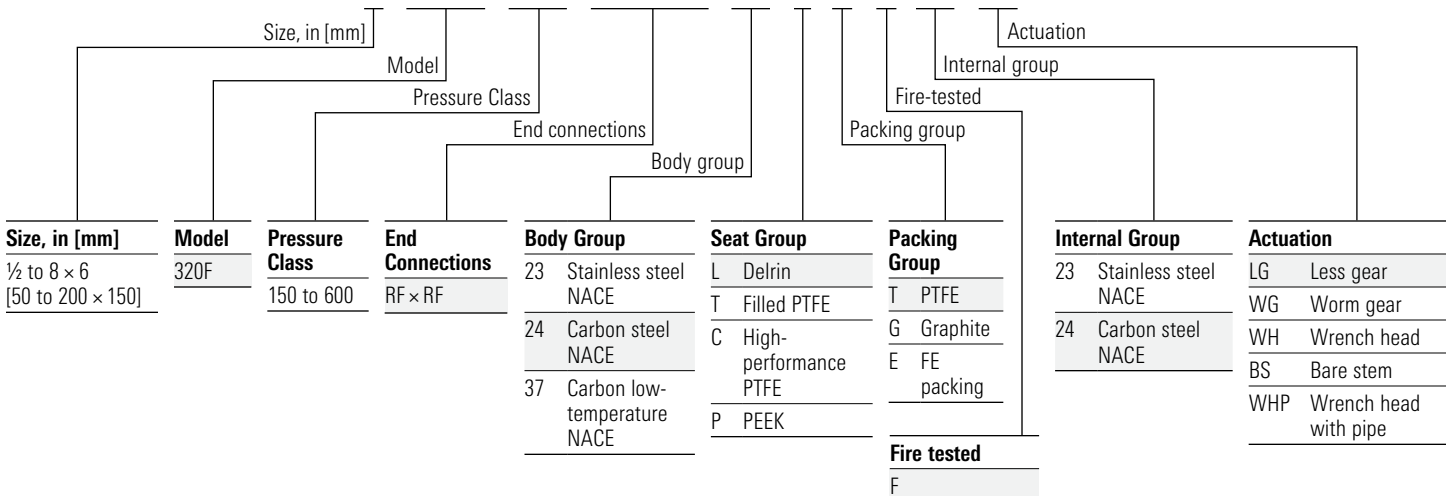 Size, in [mm]
Actuation
Model
Internal group
Pressure Class
Fire-tested
End connections
Packing group
Body group
Size, in [mm]
½ to 8 × 6
[50 to 200 × 150]
Model
320F
Pressure
Class
150 to 600
End
Connections
RF × RF
Body Group
23 Stainless steel
NACE
24 Carbon steel
NACE
37 Carbon low-
temperature
NACE
Seat Group
L Delrin
T Filled PTFE
C High-
performance
PTFE
P PEEK
Packing
Group
T PTFE
G Graphite
E FE
packing
Fire tested
F
Internal Group
23 Stainless steel
NACE
24 Carbon steel
NACE
Actuation
LG Less gear
WG Worm gear
WH Wrench head
BS Bare stem
WHP Wrench head
with pipe